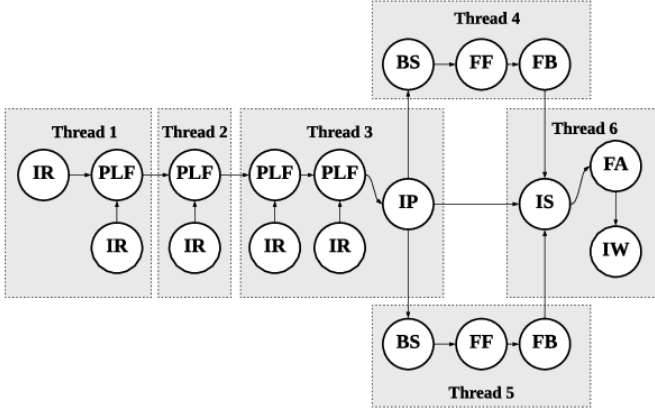 Thread 4
BS FF FB
Thread 1 Thread 2 Thread 3 Thread 6
IR PLF PLF PLF PLF FA
IP IS
IR IR IR IR IW
BS FF FB
Thread 5